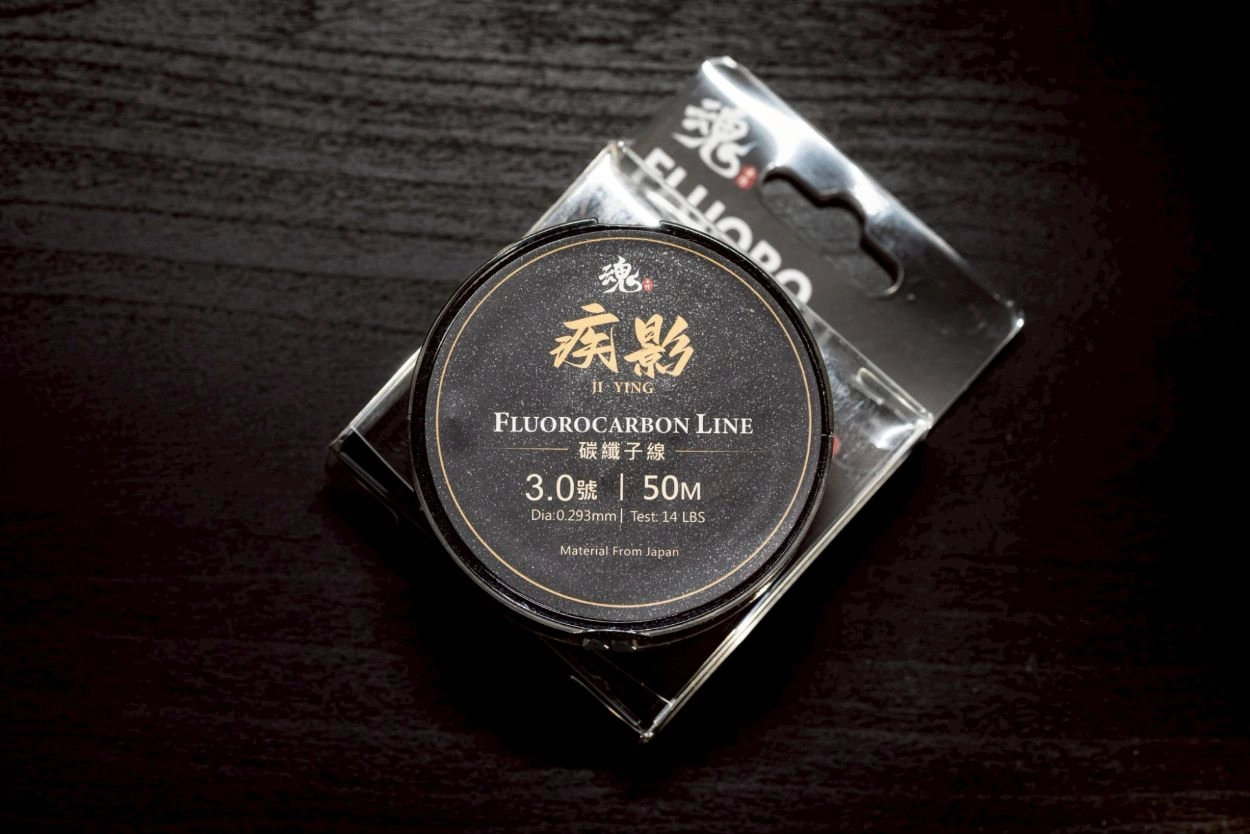 魂
FLUORO
魂
疾影
JI YING
FLUOROCARBON LINE
碳纖子線
3.0號 | 50M
Dia:0.293mm | Test: 14 LBS
Material From Japan